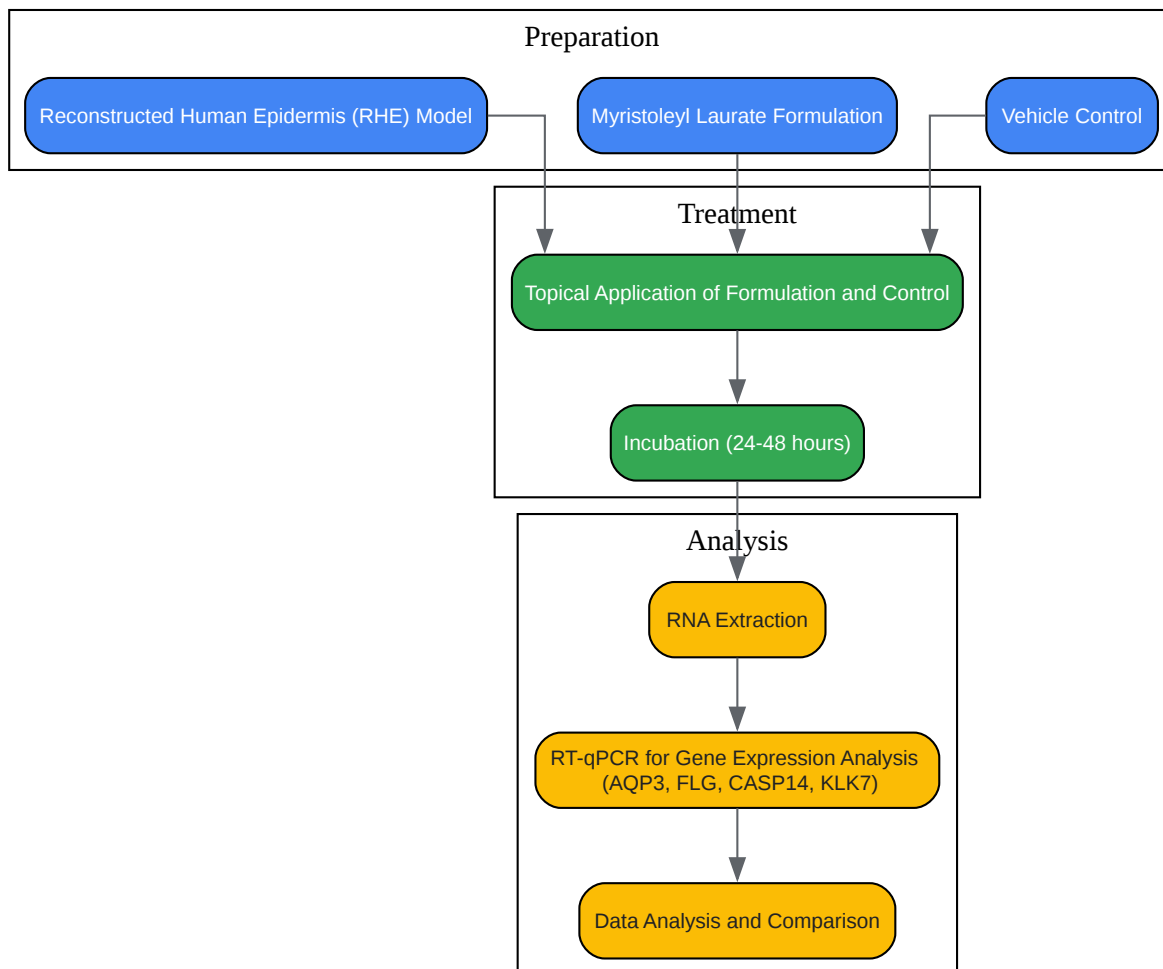 Preparation
Reconstructed Human Epidermis (RHE) Model
Myristoleyl Laurate Formulation
Vehicle Control
Treatment
Topical Application of Formulation and Control
Incubation (24-48 hours)
Analysis
RNA Extraction
RT-qPCR for Gene Expression Analysis
(AQP3, FLG, CASP14, KLK7)
Data Analysis and Comparison